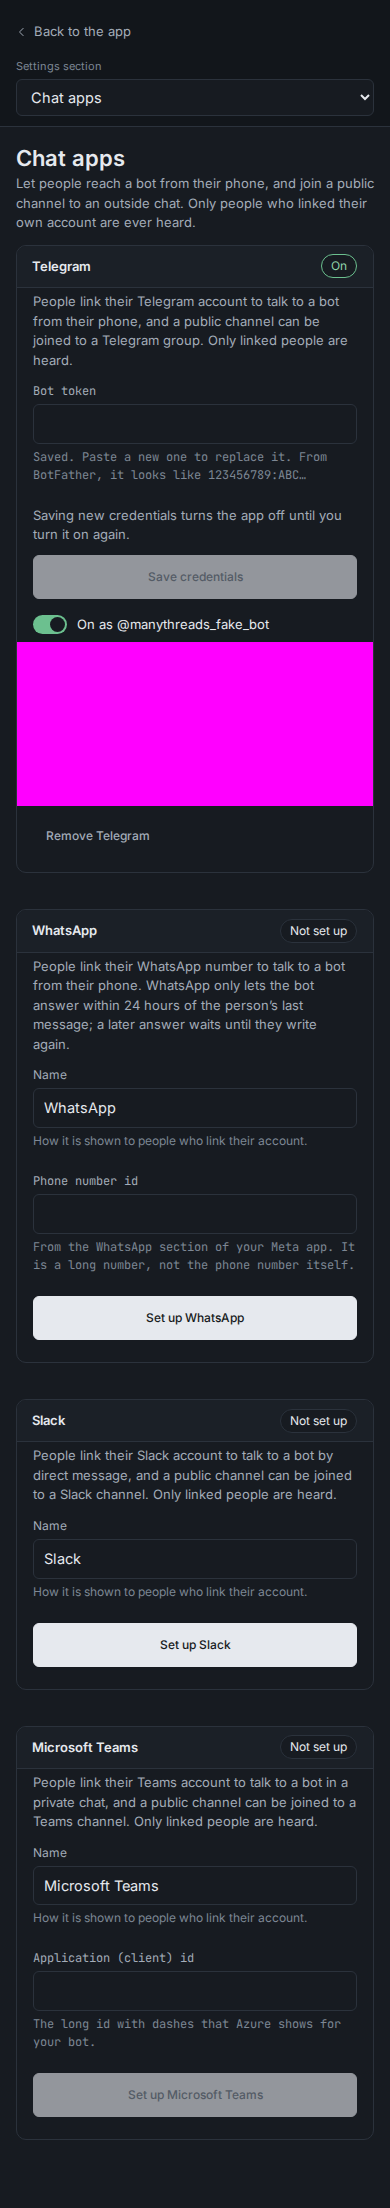 Back to the app
Settings section
Chat apps
Chat apps
Let people reach a bot from their phone, and join a public
channel to an outside chat. Only people who linked their
own account are ever heard.
Telegram
On
People link their Telegram account to talk to a bot
from their phone, and a public channel can be
joined to a Telegram group. Only linked people are
heard.
Bot token
Saved. Paste a new one to replace it. From
BotFather, it looks like 123456789:ABC…
Saving new credentials turns the app off until you
turn it on again.
Save credentials
On as @manythreads_fake_bot
Remove Telegram
WhatsApp
Not set up
People link their WhatsApp number to talk to a bot
from their phone. WhatsApp only lets the bot
answer within 24 hours of the person’s last
message; a later answer waits until they write
again.
Name
WhatsApp
How it is shown to people who link their account.
Phone number id
From the WhatsApp section of your Meta app. It
is a long number, not the phone number itself.
Set up WhatsApp
Slack
Not set up
People link their Slack account to talk to a bot by
direct message, and a public channel can be joined
to a Slack channel. Only linked people are heard.
Name
Slack
How it is shown to people who link their account.
Set up Slack
Microsoft Teams
Not set up
People link their Teams account to talk to a bot in a
private chat, and a public channel can be joined to a
Teams channel. Only linked people are heard.
Name
Microsoft Teams
How it is shown to people who link their account.
Application (client) id
The long id with dashes that Azure shows for
your bot.
Set up Microsoft Teams